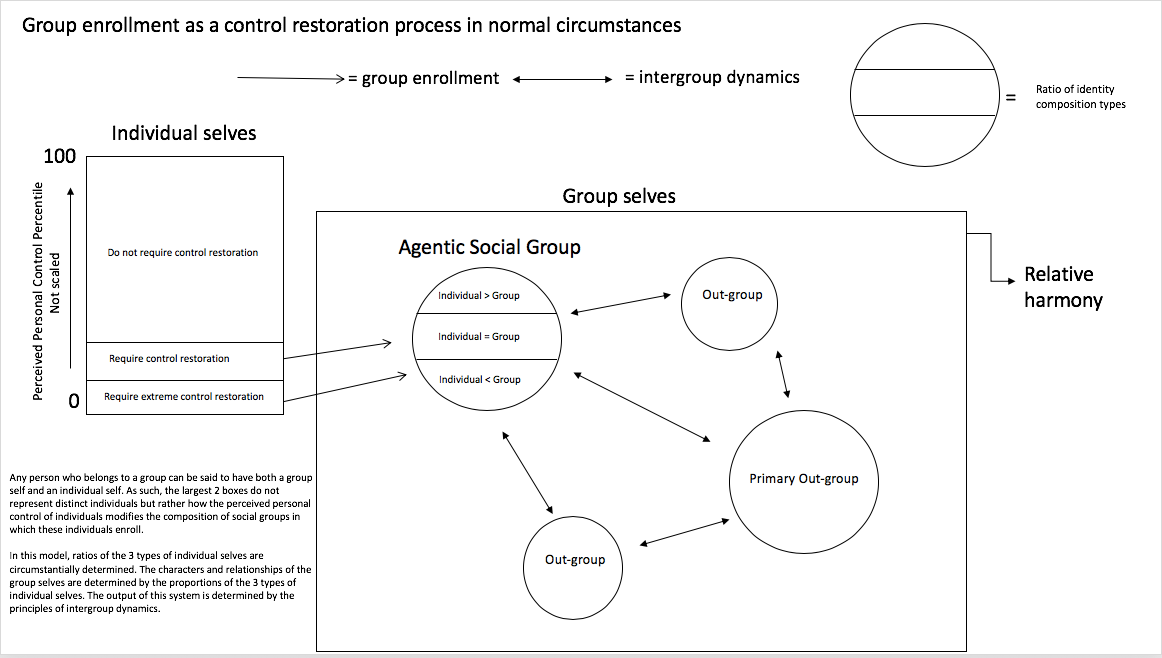 Group enrollment as a control restoration process in normal circumstances
= group enrollment
= intergroup dynamics
=
Ratio of identity
composition types
Individual selves
100
Perceived Personal Control Percentile
Not scaled
Do not require control restoration
Require control restoration
0
Require extreme control restoration
Group selves
Agentic Social Group
Individual > Group
Individual = Group
Individual < Group
Out-group
Primary Out-group
Out-group
Relative
harmony
Any person who belongs to a group can be said to have both a group
self and an individual self. As such, the largest 2 boxes do not
represent distinct individuals but rather how the perceived personal
control of individuals modifies the composition of social groups in
which these individuals enroll.
In this model, ratios of the 3 types of individual selves are
circumstantially determined. The characters and relationships of the
group selves are determined by the proportions of the 3 types of
individual selves. The output of this system is determined by the
principles of intergroup dynamics.